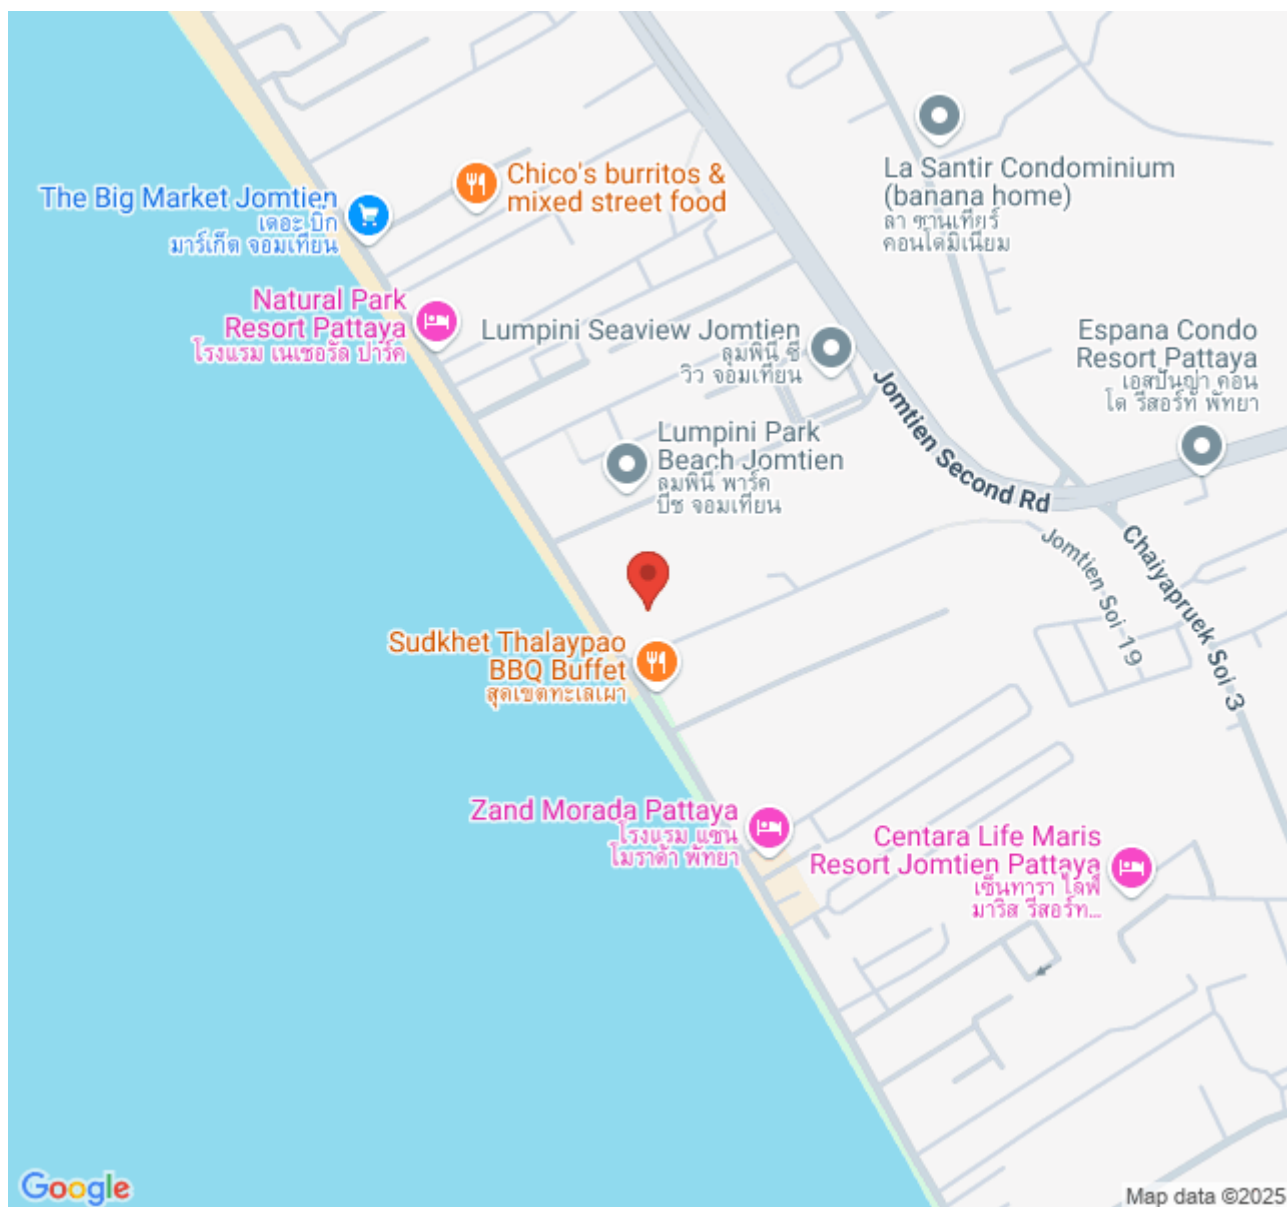 La Santir Condominium
(banana home)
ลา ซานเทียร์
คอนโดมิเนียม
Chico's burritos &
mixed street food
The Big Market Jomtien
เดอะ บิ๊ก
มาร์เก็ต จอมเทียน
Natural Park
Resort Pattaya
โรงแรม เนเชอรัล ปาร์ค
Lumpini Seaview Jomtien
ลุมพินี ซี
วิว จอมเทียน
Espana Condo
Resort Pattaya
เอสปันญ่า คอน
โด รีสอร์ท พัทยา
Jomtien Second Rd
Lumpini Park
Beach Jomtien
ลุมพินี พาร์ค
บีช จอมเทียน
Jomtien Soi 19
Chaiyapruek Soi 3
Sudkhet Thalaypao
BBQ Buffet
สุดเขตทะเลเผา
Zand Morada Pattaya
โรงแรม แซน
โมราด้า พัทยา
Centara Life Maris
Resort Jomtien Pattaya
เซ็นทารา ไลฟ์
มาริส รีสอร์ท...
Google
Map data ©2025